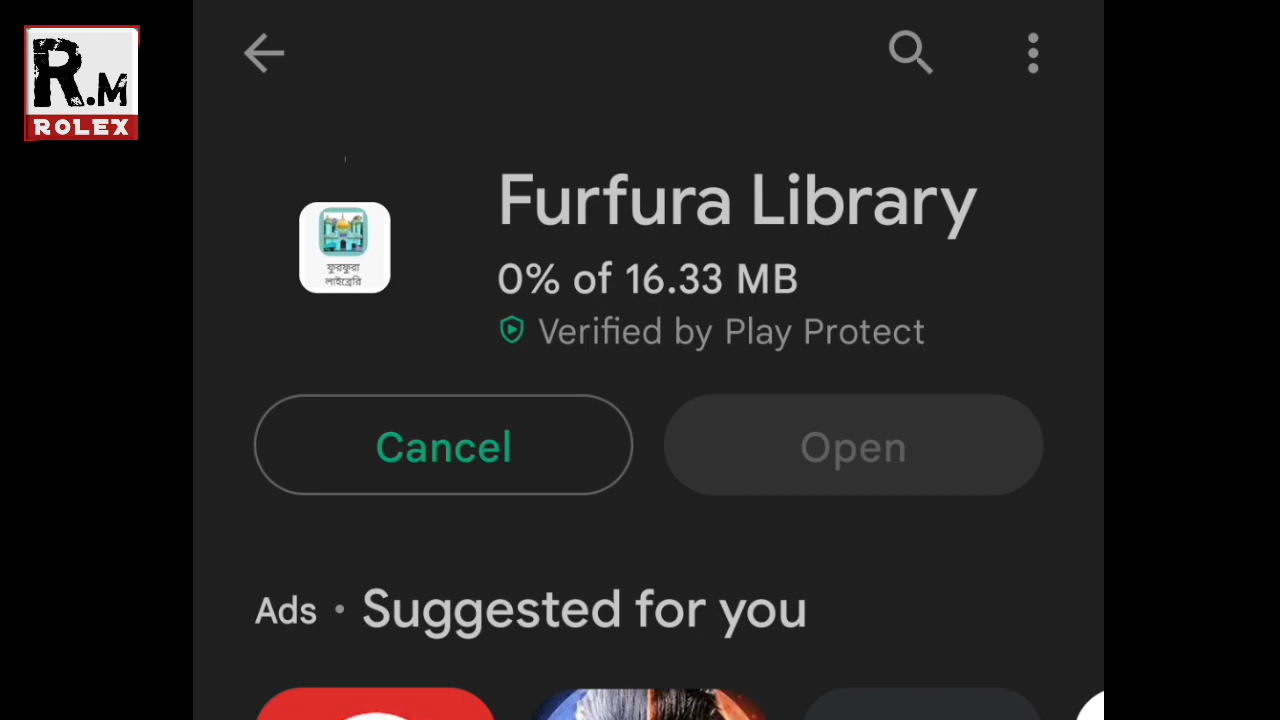 R.M
ROLEX
Furfura Library
ফুরফুরা
লাইব্রেরি
0% of 16.33 MB
Verified by Play Protect
Cancel
Open
Ads • Suggested for you